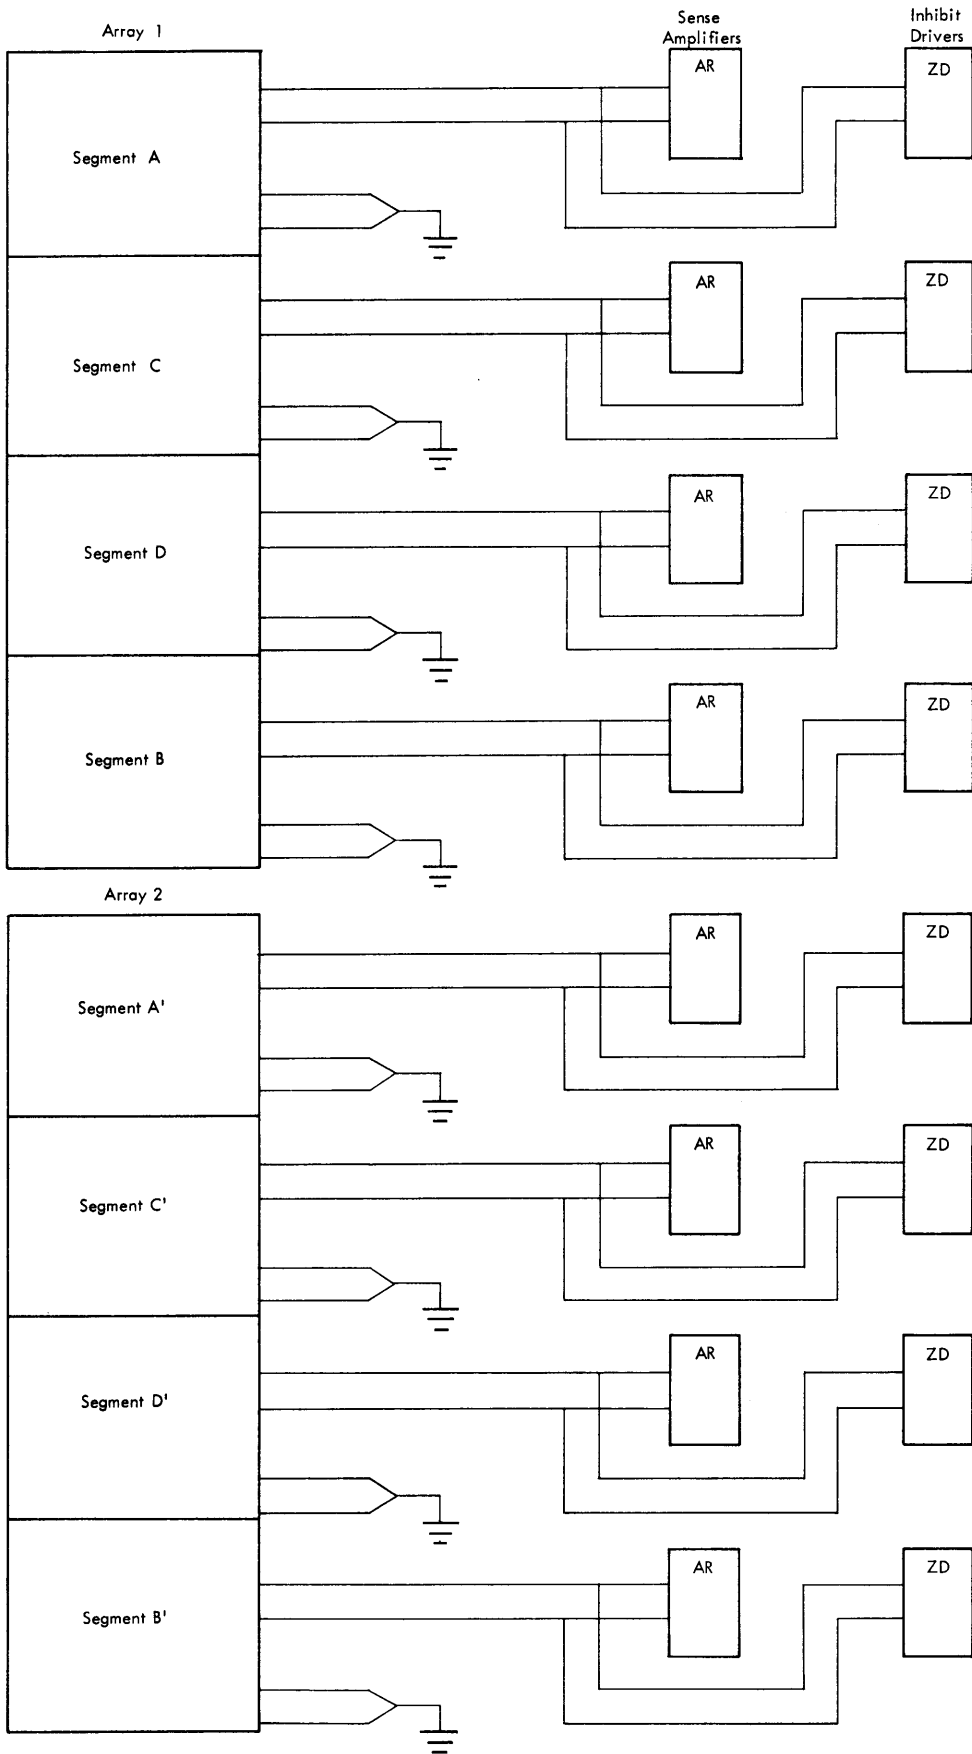 Array 1
Sense
Amplifiers
Inhibit
Drivers
Segment A
AR
ZD
Segment C
AR
ZD
Segment D
AR
ZD
Segment B
AR
ZD
Array 2
Segment A'
AR
ZD
Segment C'
AR
ZD
Segment D'
AR
ZD
Segment B'
AR
ZD